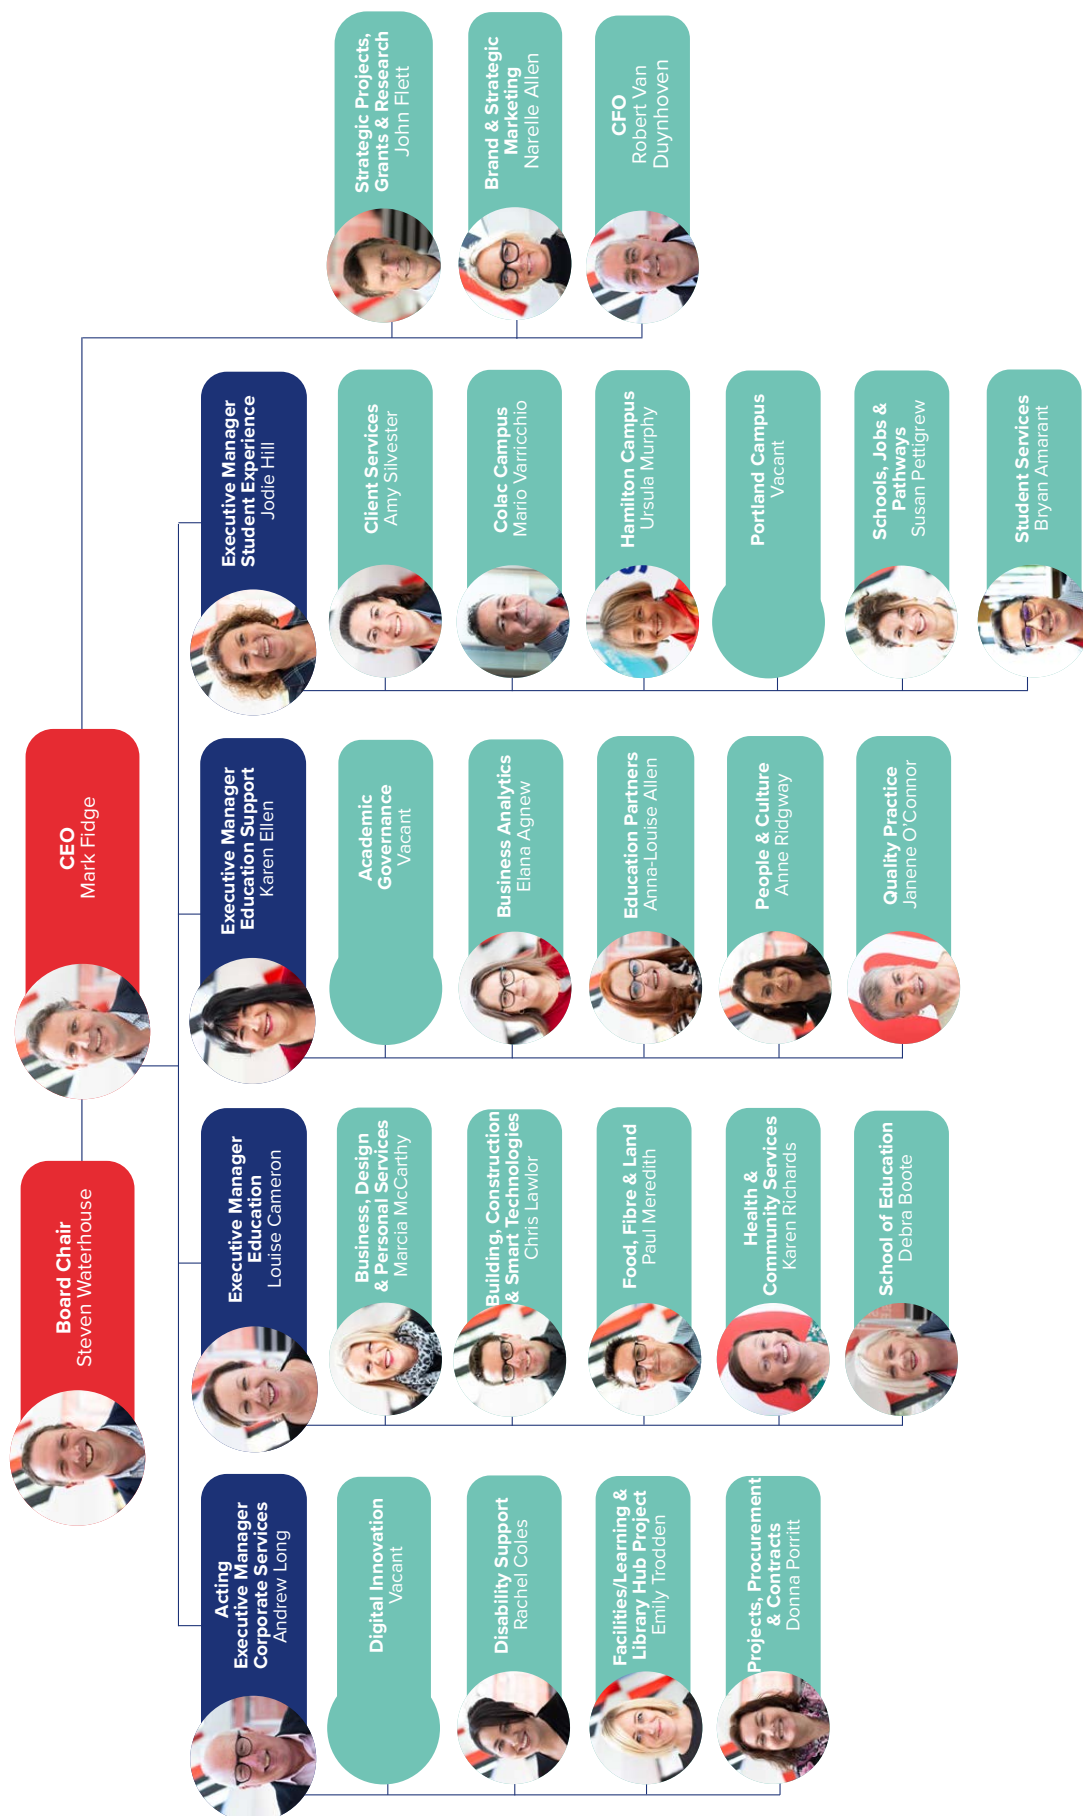 Board Chair
Steven Waterhouse
CEO
Mark Fidge
Acting
Executive Manager
Corporate Services
Andrew Long
Digital Innovation
Vacant
Disability Support
Rachel Coles
Facilities/Learning &
Library Hub Project
Emily Trodden
Projects, Procurement
& Contracts
Donna Porritt
Executive Manager
Education
Louise Cameron
Business, Design
& Personal Services
Marcia McCarthy
Building, Construction
& Smart Technologies
Chris Lawlor
Food, Fibre & Land
Paul Meredith
Health &
Community Services
Karen Richards
School of Education
Debra Boote
Executive Manager
Education Support
Karen Ellen
Academic
Governance
Vacant
Business Analytics
Elana Agnew
Education Partners
Anna-Louise Allen
People & Culture
Anne Ridgway
Quality Practice
Janene O'Connor
Executive Manager
Student Experience
Jodie Hill
Client Services
Amy Silvester
Colac Campus
Mario Varricchio
Hamilton Campus
Ursula Murphy
Portland Campus
Vacant
Schools, Jobs &
Pathways
Susan Pettigrew
Student Services
Bryan Amarant
Strategic Projects,
Grants & Research
John Flett
Brand & Strategic
Marketing
Narelle Allen
CFO
Robert Van
Duynhoven